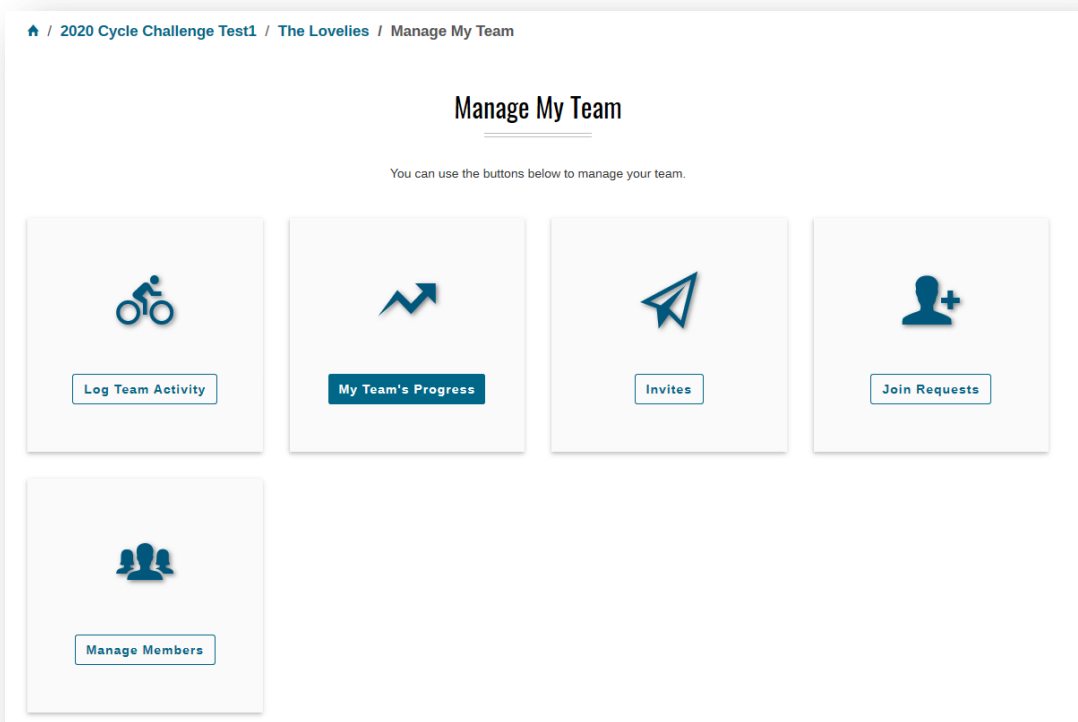 / 2020 Cycle Challenge Test1 / The Lovelies / Manage My Team
Manage My Team
You can use the buttons below to manage your team.
Log Team Activity
My Team's Progress
Invites
Join Requests
Manage Members